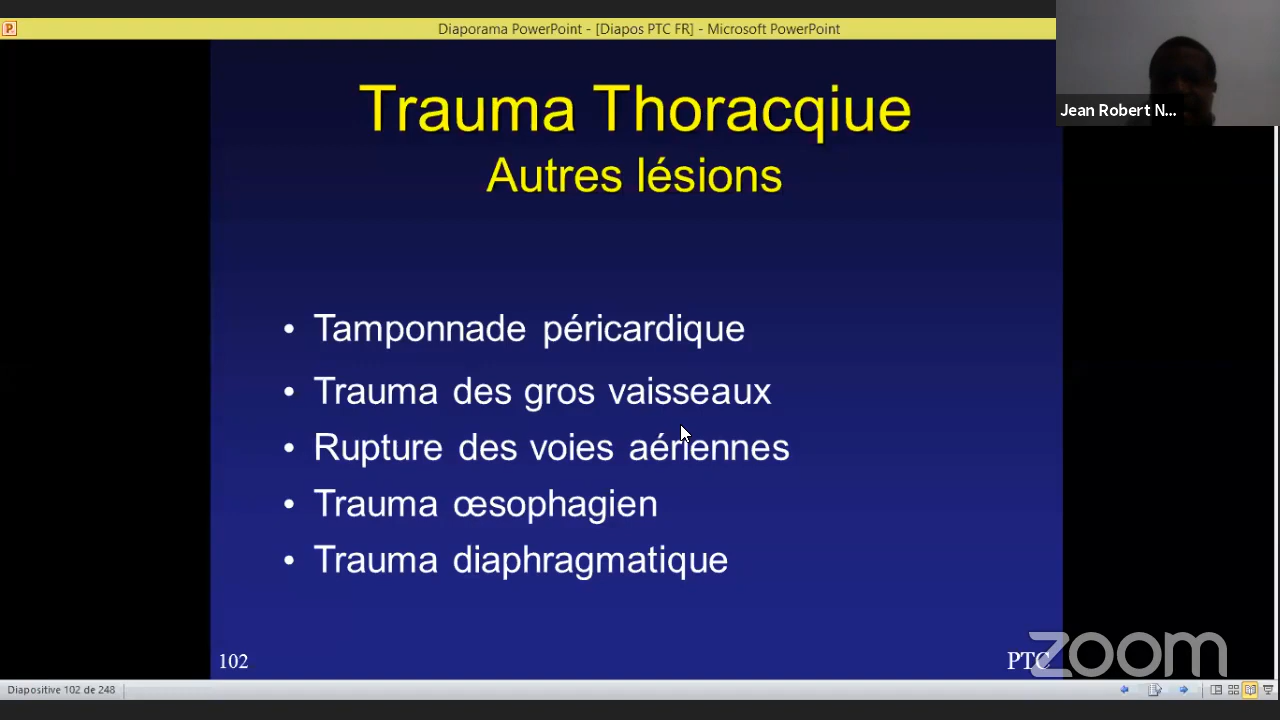 Diaporama PowerPoint - [Diapos PTC FR] - Microsoft PowerPoint
Jean Robert N...
Trauma Thoracqiue
Autres lésions
• Tamponnade péricardique
• Trauma des gros vaisseaux
• Rupture des voies aériennes
• Trauma œsophagien
• Trauma diaphragmatique
102
PTC
zoom
Diapositive 102 de 248